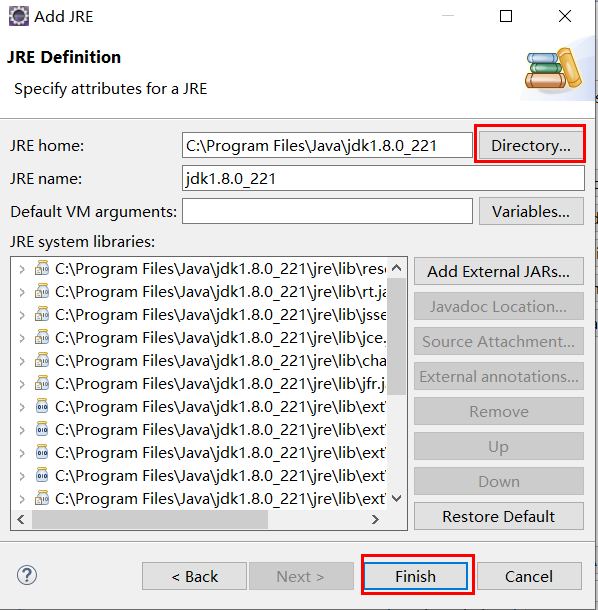 Add JRE
JRE Definition
Specify attributes for a JRE
JRE home:
C:\Program Files\Java\jdk1.8.0_221
Directory...
JRE name:
jdk1.8.0_221
Default VM arguments:
Variables...
JRE system libraries:
C:\Program Files\Java\jdk1.8.0_221\jre\lib\reso
C:\Program Files\Java\jdk1.8.0_221\jre\lib\rt.ja
C:\Program Files\Java\jdk1.8.0_221\jre\lib\jsse
C:\Program Files\Java\jdk1.8.0_221\jre\lib\jce.
C:\Program Files\Java\jdk1.8.0_221\jre\lib\cha
C:\Program Files\Java\jdk1.8.0_221\jre\lib\jfr.j
C:\Program Files\Java\jdk1.8.0_221\jre\lib\ext\
C:\Program Files\Java\jdk1.8.0_221\jre\lib\ext\
C:\Program Files\Java\jdk1.8.0_221\jre\lib\ext\
C:\Program Files\Java\jdk1.8.0_221\jre\lib\ext\
C:\Program Files\Java\jdk1.8.0_221\jre\lib\ext\
Add External JARs...
Javadoc Location...
Source Attachment...
External annotations...
Remove
Up
Down
Restore Default
?
< Back
Next >
Finish
Cancel